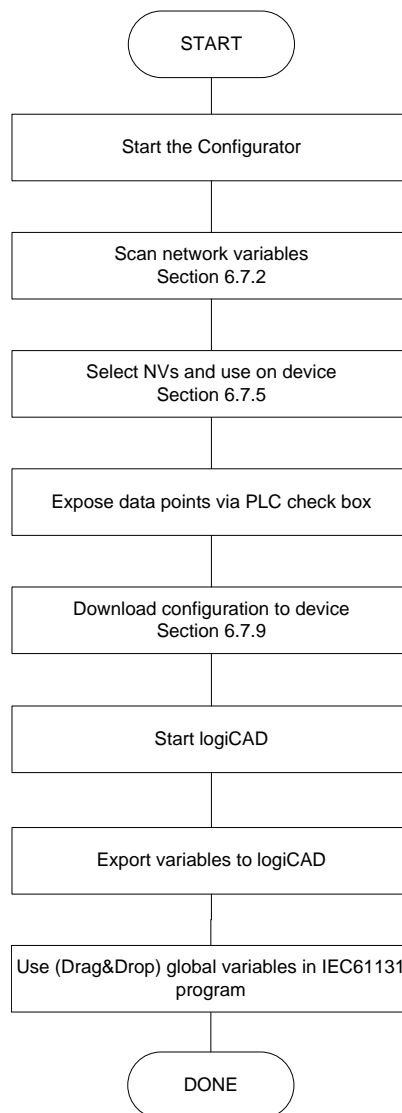 START
Start the Configurator
Scan network variables
Section 6.7.2
Select NVs and use on device
Section 6.7.5
Expose data points via PLC check box
Download configuration to device
Section 6.7.9
Start logiCAD
Export variables to logiCAD
Use (Drag&Drop) global variables in IEC61131
program
DONE